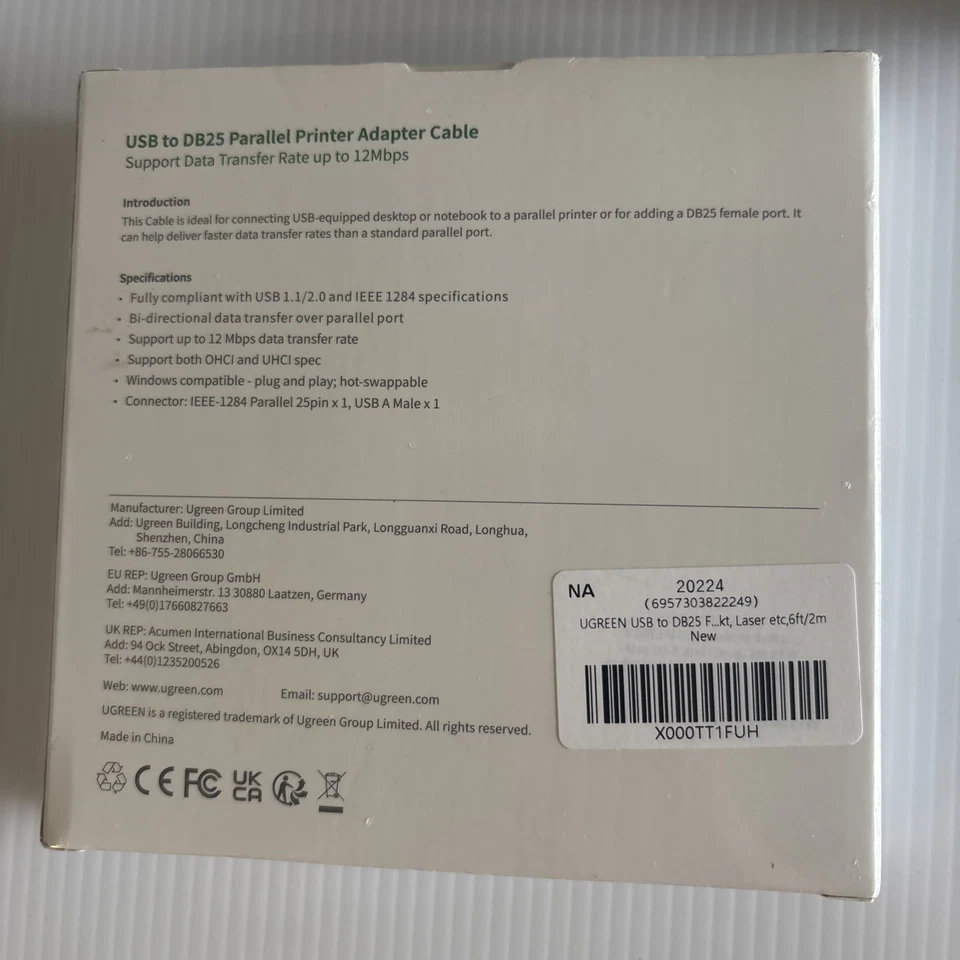 USB to DB25 Parallel Printer Adapter Cable
Support Data Transfer Rate up to 12Mbps
Introduction
This Cable is ideal for connecting USB-equipped desktop or notebook to a parallel printer or for adding a DB25 female port. It
can help deliver faster data transfer rates than a standard parallel port.
Specifications
• Fully compliant with USB 1.1/2.0 and IEEE 1284 specifications
• Bi-directional data transfer over parallel port
• Support up to 12 Mbps data transfer rate
• Support both OHCI and UHCI spec
• Windows compatible - plug and play; hot-swappable
• Connector: IEEE-1284 Parallel 25pin x 1, USB A Male x 1
Manufacturer: Ugreen Group Limited
Add: Ugreen Building, Longcheng Industrial Park, Longguanxi Road, Longhua,
Shenzhen, China
Tel: +86-755-28066530
EU REP: Ugreen Group GmbH
Add: Mannheimerstr. 13 30880 Laatzen, Germany
Tel: +49(0)17660827663
UK REP: Acumen International Business Consultancy Limited
Add: 94 Ock Street, Abingdon, OX14 5DH, UK
Tel: +44(0)1235200526
Web: www.ugreen.com Email: support@ugreen.com
UGREEN is a registered trademark of Ugreen Group Limited. All rights reserved.
Made in China
CE FC UK
CA
NA 20224
(6957303822249)
UGREEN USB to DB25 F...kt, Laser etc,6ft/2m
New
X000TT1FUH